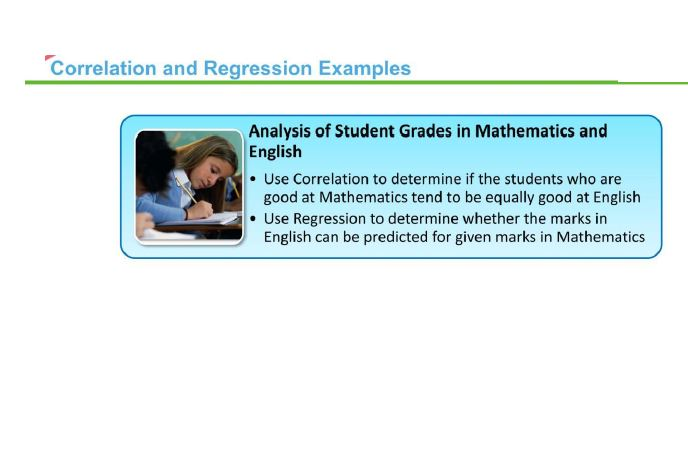 Correlation and Regression Examples
Analysis of Student Grades in Mathematics and
English
• Use Correlation to determine if the students who are
good at Mathematics tend to be equally good at English
• Use Regression to determine whether the marks in
English can be predicted for given marks in Mathematics